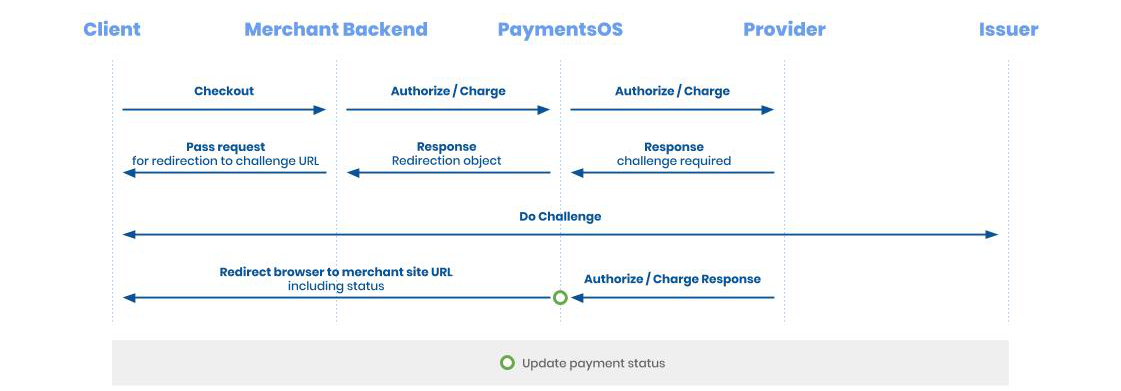 Client
Merchant Backend
PaymentsOS
Provider
Issuer
Checkout
Authorize / Charge
Authorize / Charge
Pass request
for redirection to challenge URL
Response
Redirection object
Response
challenge required
Do Challenge
Redirect browser to merchant site URL
including status
Authorize / Charge Response
Update payment status